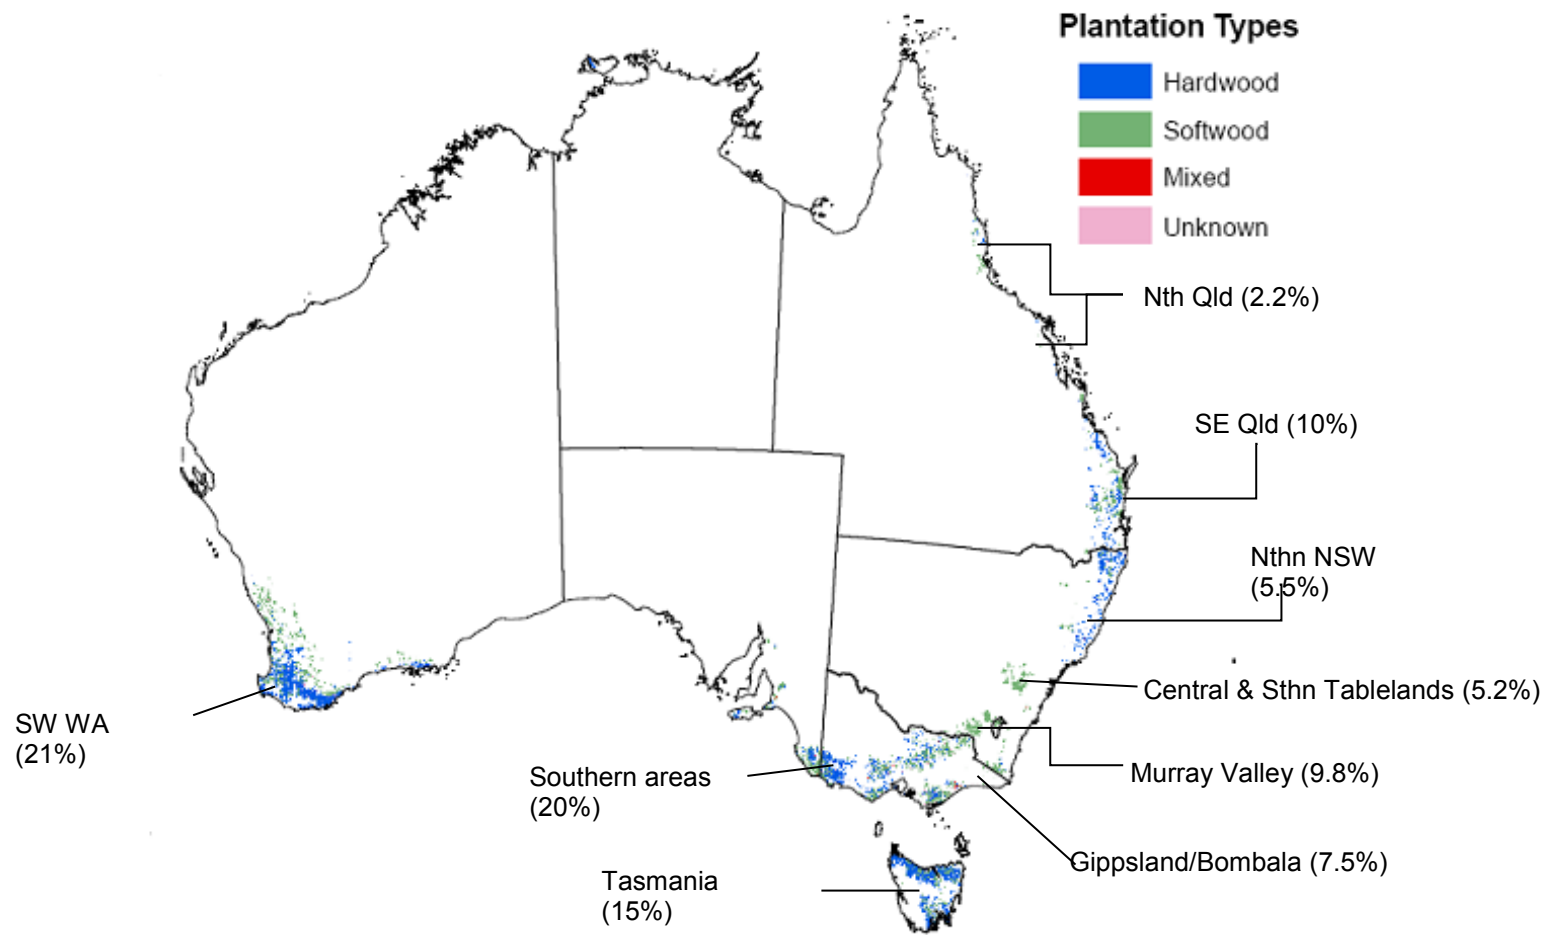 Plantation Types
Hardwood
Softwood
Mixed
Unknown
Nth Qld (2.2%)
SE Qld (10%)
Nthn NSW
(5.5%)
Central & Sthn Tablelands (5.2%)
SW WA
(21%)
Southern areas
(20%)
Murray Valley (9.8%)
Gippsland/Bombala (7.5%)
Tasmania
(15%)